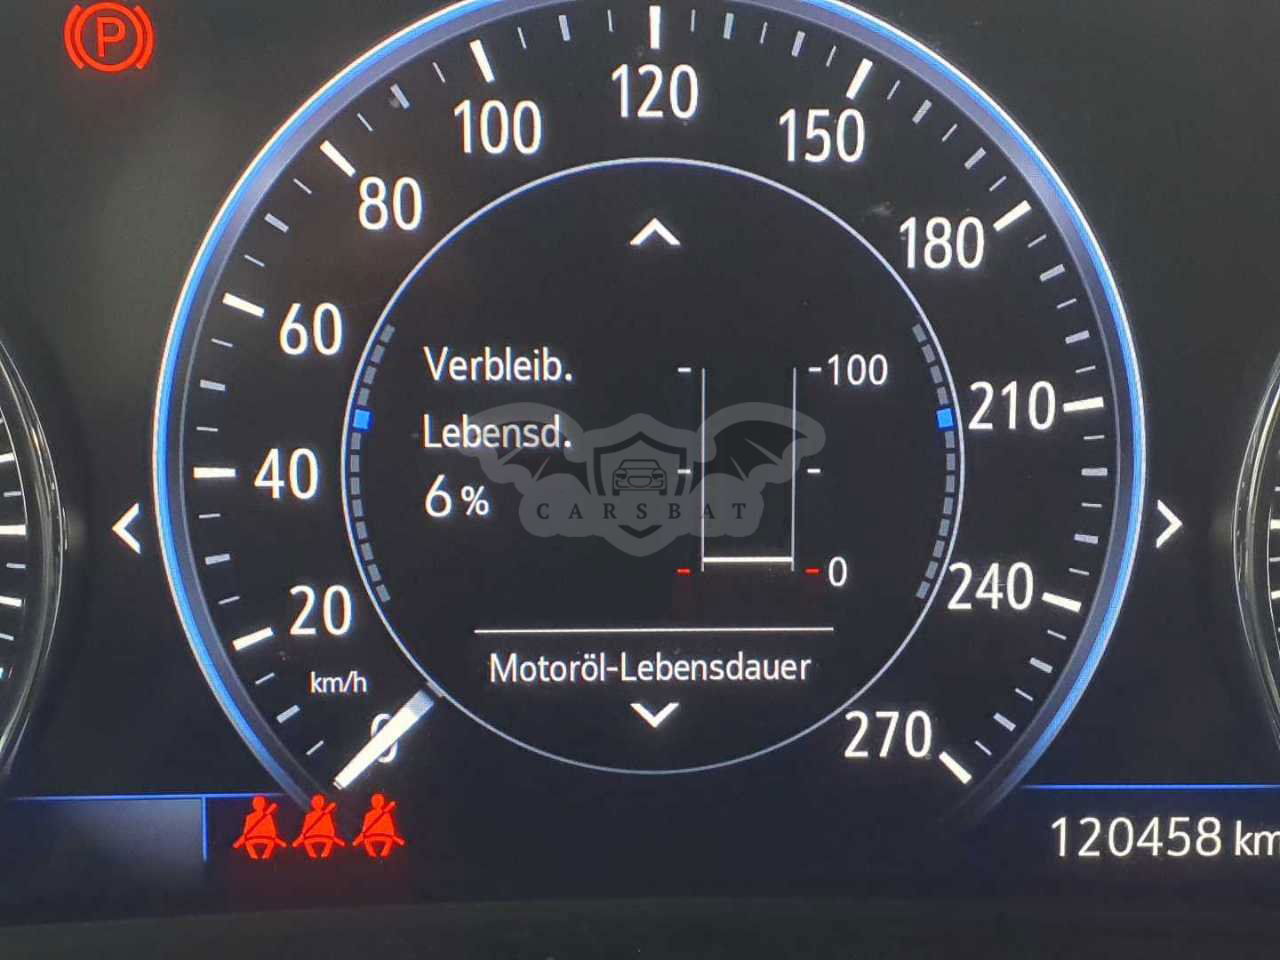 P
120
100
150
80
180
60
Verbleib.
Lebensd.
6 %
100
0
210
40
CARSBAT
20
240
km/h
Motoröl-Lebensdauer
0
270
120458 km